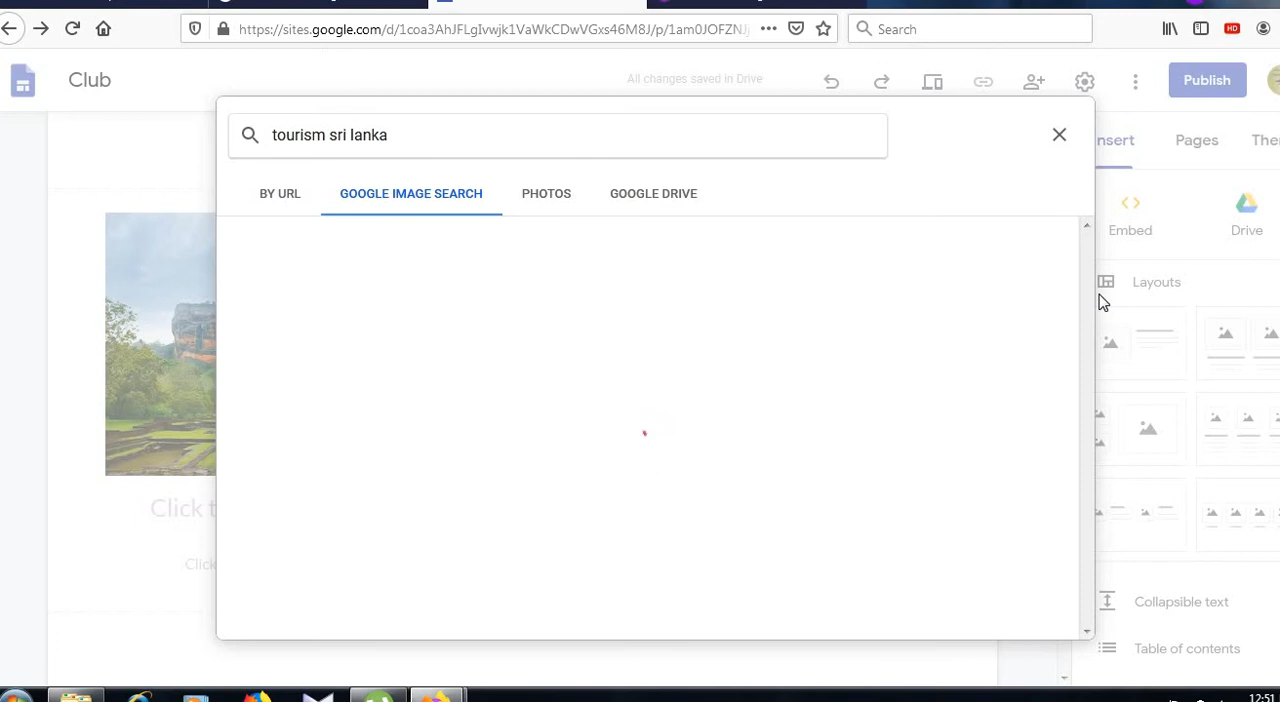 https://sites.google.com/d/1coa3AhJFLgIvwjk1VaWkCDwVGxs46M8J/p/1am0JOFZNJ
Search
HD
Club
All changes saved in Drive
Publish
tourism sri lanka
nsert
Pages
The
BY URL
GOOGLE IMAGE SEARCH
PHOTOS
GOOGLE DRIVE
Embed
Drive
Layouts
Click t
Click
Collapsible text
Table of contents
12:51